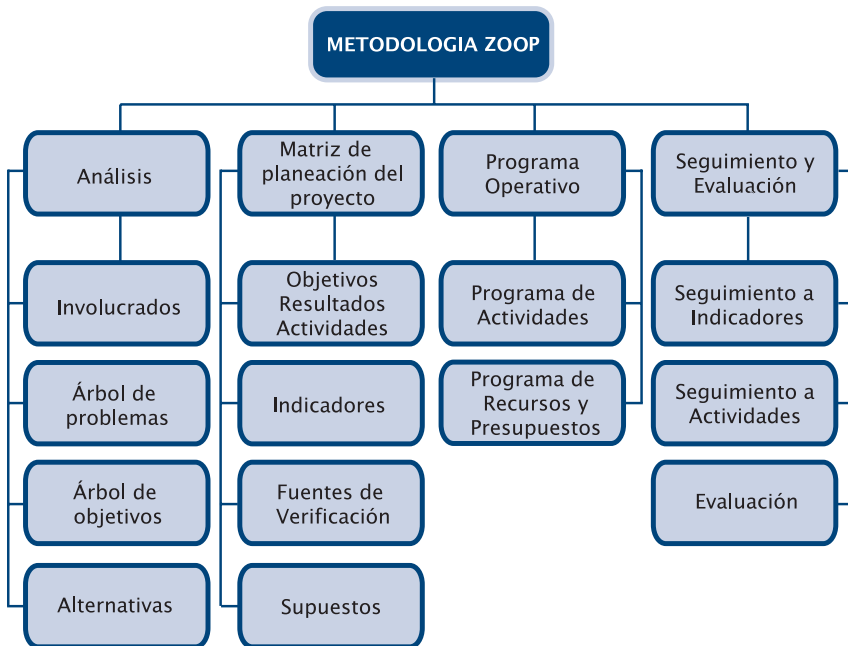 METODOLOGIA ZOOP
Análisis
Matriz de
planeación del
proyecto
Programa
Operativo
Seguimiento y
Evaluación
Involucrados
Objetivos
Resultados
Actividades
Programa de
Actividades
Seguimiento a
Indicadores
Árbol de
problemas
Indicadores
Programa de
Recursos y
Presupuestos
Seguimiento a
Actividades
Árbol de
objetivos
Fuentes de
Verificación
Evaluación
Alternativas
Supuestos